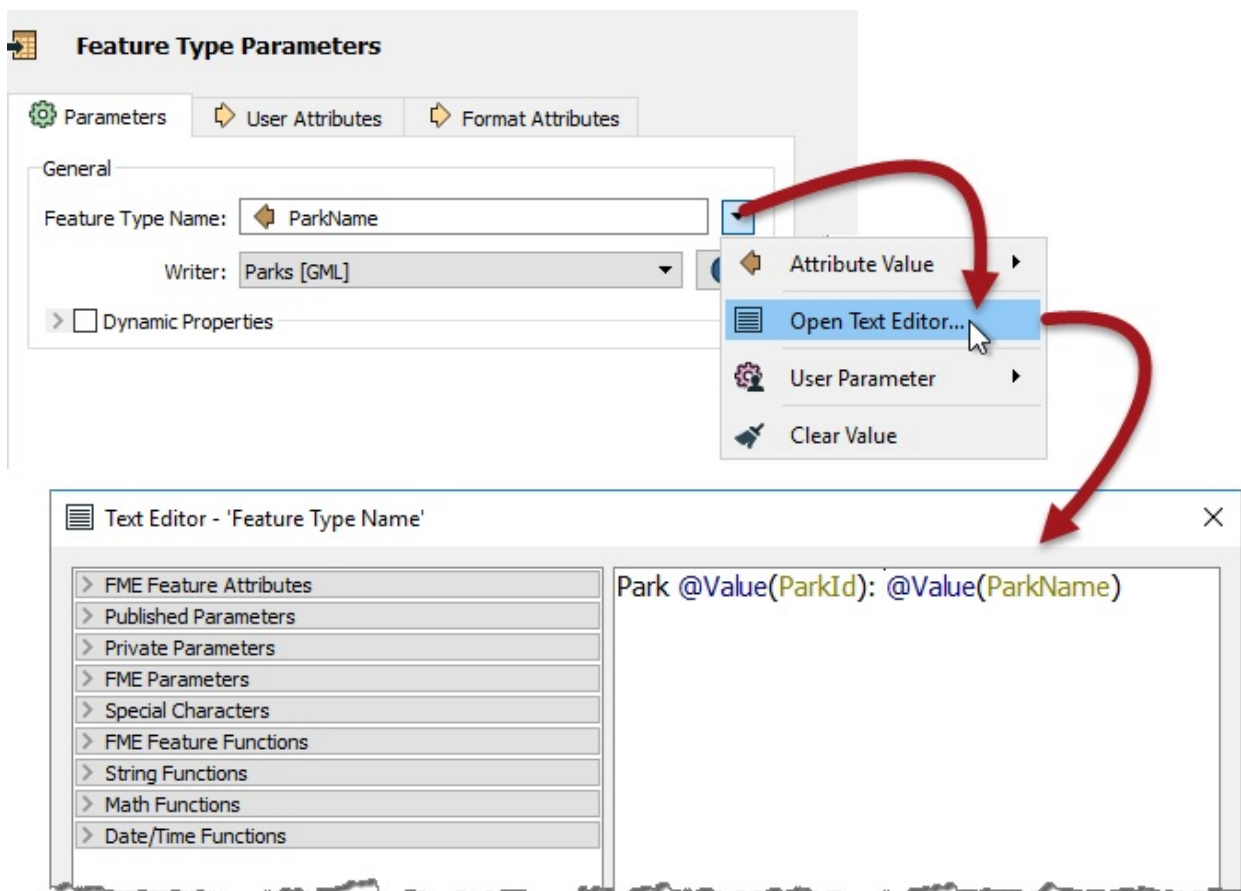 Feature Type Parameters
Parameters User Attributes Format Attributes
General
Feature Type Name: ParkName
Writer: Parks [GML]
Dynamic Properties
Attribute Value
Open Text Editor...
User Parameter
Clear Value
Text Editor - 'Feature Type Name'
FME Feature Attributes
Published Parameters
Private Parameters
FME Parameters
Special Characters
FME Feature Functions
String Functions
Math Functions
Date/Time Functions
Park @Value(ParkId): @Value(ParkName)